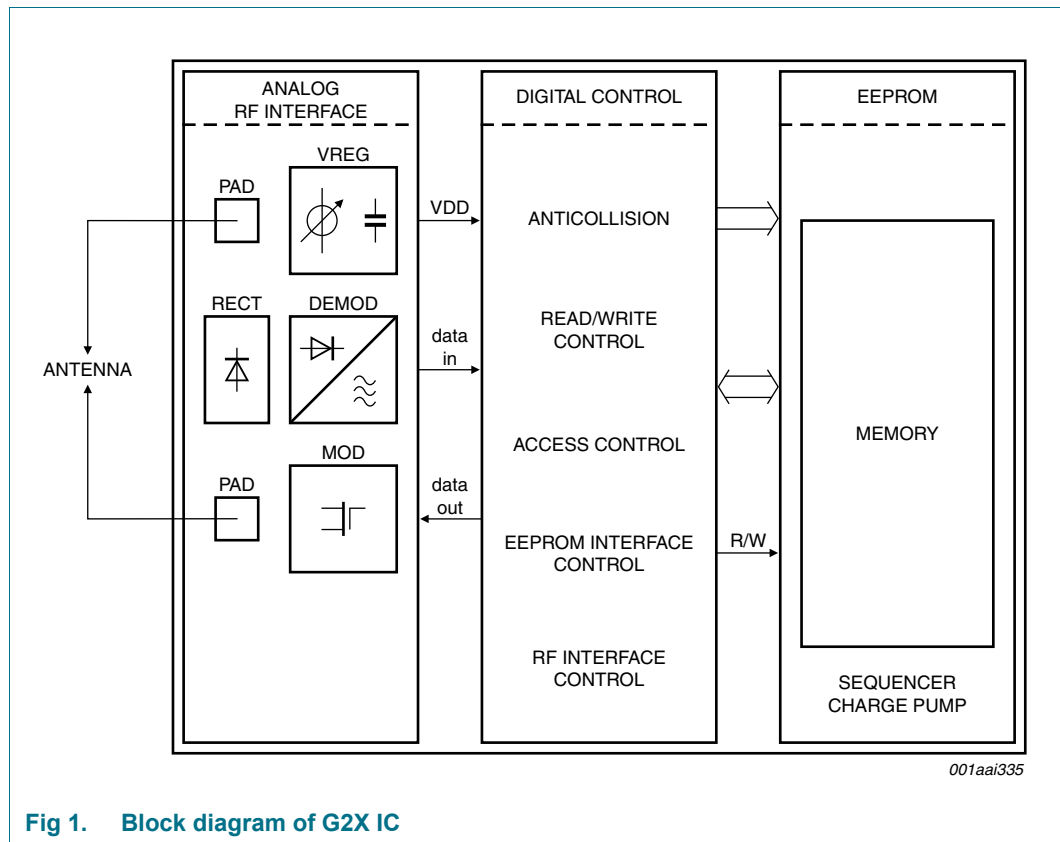 ANALOG
RF INTERFACE
DIGITAL CONTROL
EEPROM
VREG
PAD
VDD
ANTICOLLISION
RECT
DEMOD
data
in
READ/WRITE
CONTROL
ANTENNA
MEMORY
ACCESS CONTROL
MOD
PAD
data
out
EEPROM INTERFACE
CONTROL
R/W
RF INTERFACE
CONTROL
SEQUENCER
CHARGE PUMP
001aai335
Fig 1. Block diagram of G2X IC